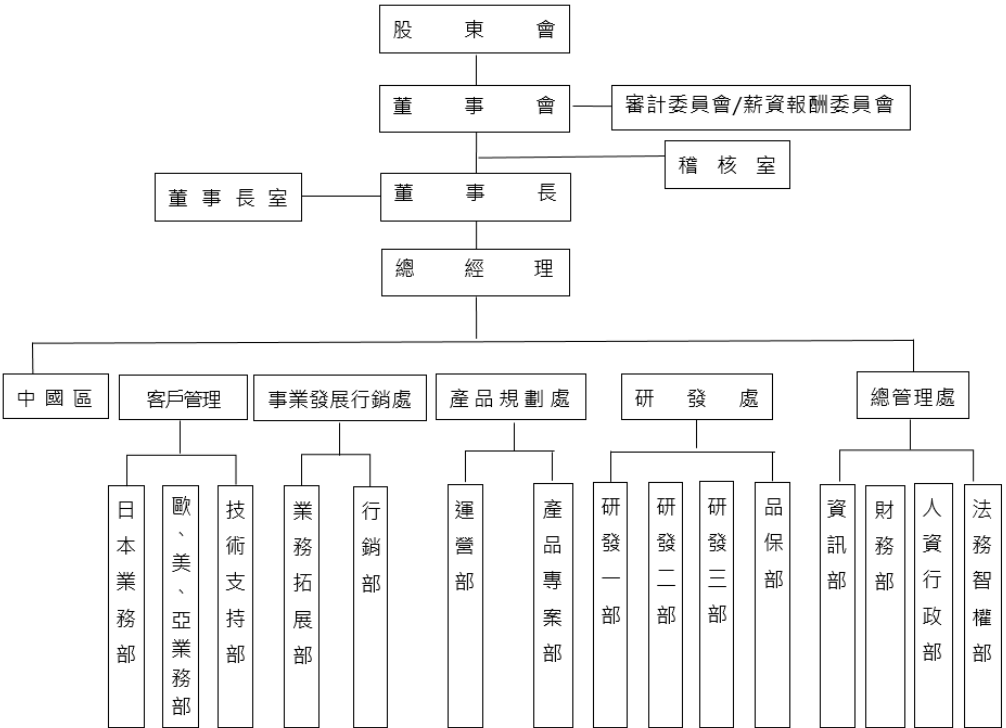 股東會
董事會
審計委員會/薪資報酬委員會
稽核室
董事長室
董事長
總經理
中國區
客戶管理
事業發展行銷處
產品規劃處
研發處
總管理處
日本業務部
歐、美、亞業務部
技術支持部
業務拓展部
行銷部
運營部
產品專案部
研發一部
研發二部
研發三部
品保部
資訊部
財務部
人資行政部
法務智權部